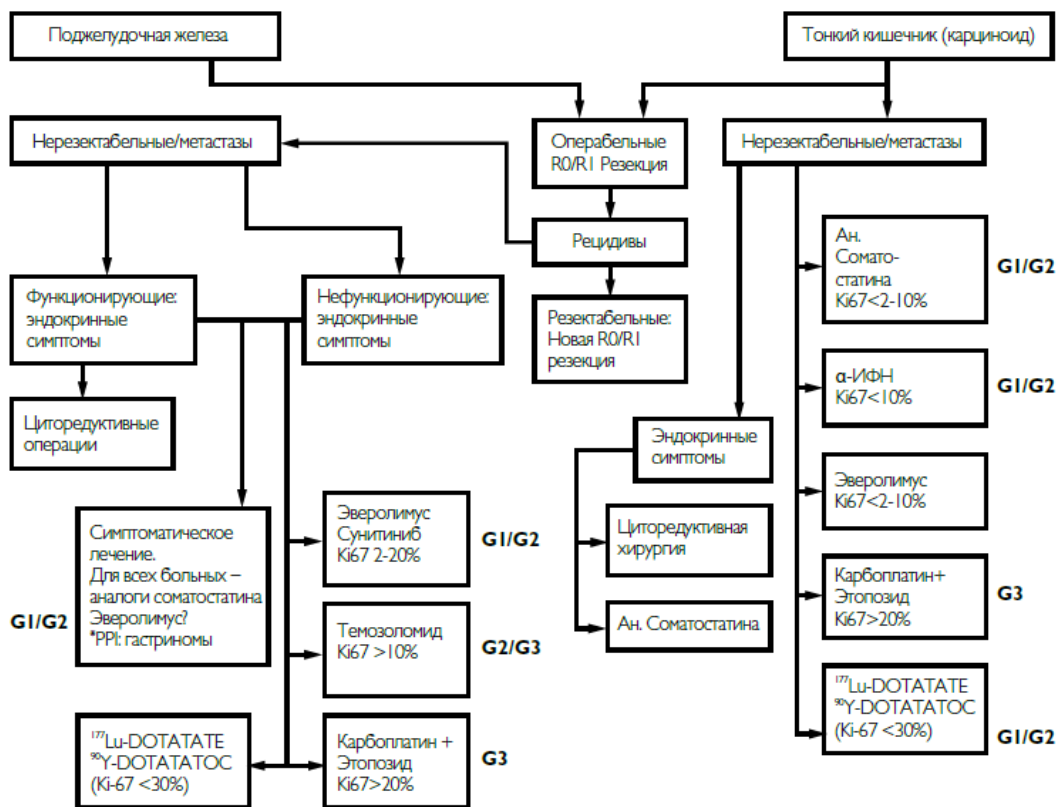 Поджелудочная железа
Тонкий кишечник (карциноид)
Нерезектабельные/метастазы
Операбельные
R0/R1 Резекция
Нерезектабельные/метастазы
Рецидивы
Ан.
Сомато-
статина
Ki67<2-10%
G1/G2
Функционирующие:
эндокринные
симптомы
Нефункционирующие:
эндокринные
симптомы
Резектабельные:
Новая R0/R1
резекция
α-ИФН
Ki67<10%
G1/G2
Циторедуктивные
операции
Эндокринные
симптомы
Эверолимус
Ki67<2-10%
Симптоматическое
лечение.
Для всех больных –
аналоги соматостатина
Эверолимус?
*PPI: гастриномы
G1/G2
Эверолимус
Сунитиниб
Ki67 2-20%
G1/G2
Циторедуктивная
хирургия
Карбоплатин+
Этопозид
Ki67>20%
G3
Темозоломид
Ki67 >10%
G2/G3
Ан. Соматостатина
177Lu-DOTATATE
90Y-DOTATATOC
(Ki-67 <30%)
Карбоплатин +
Этопозид
Ki67>20%
G3
177Lu-DOTATATE
90Y-DOTATATOC
(Ki-67 <30%)
G1/G2